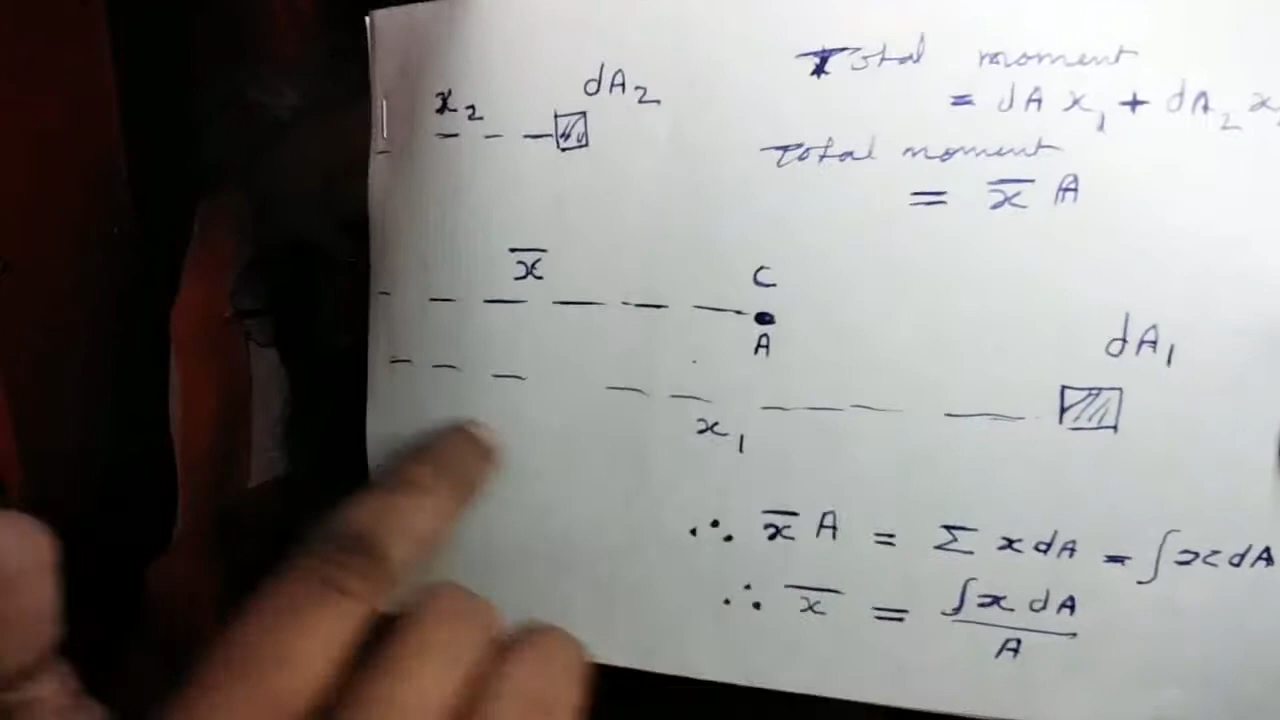 x₂
dA₂
Total moment
= dA x₁ + dA₂ x
Total moment
= x̅ A
x̅
C
A
dA₁
x₁
∴ x̅ A = Σ x dA = ∫ x dA
∴ x̅ = ∫ x dA
A